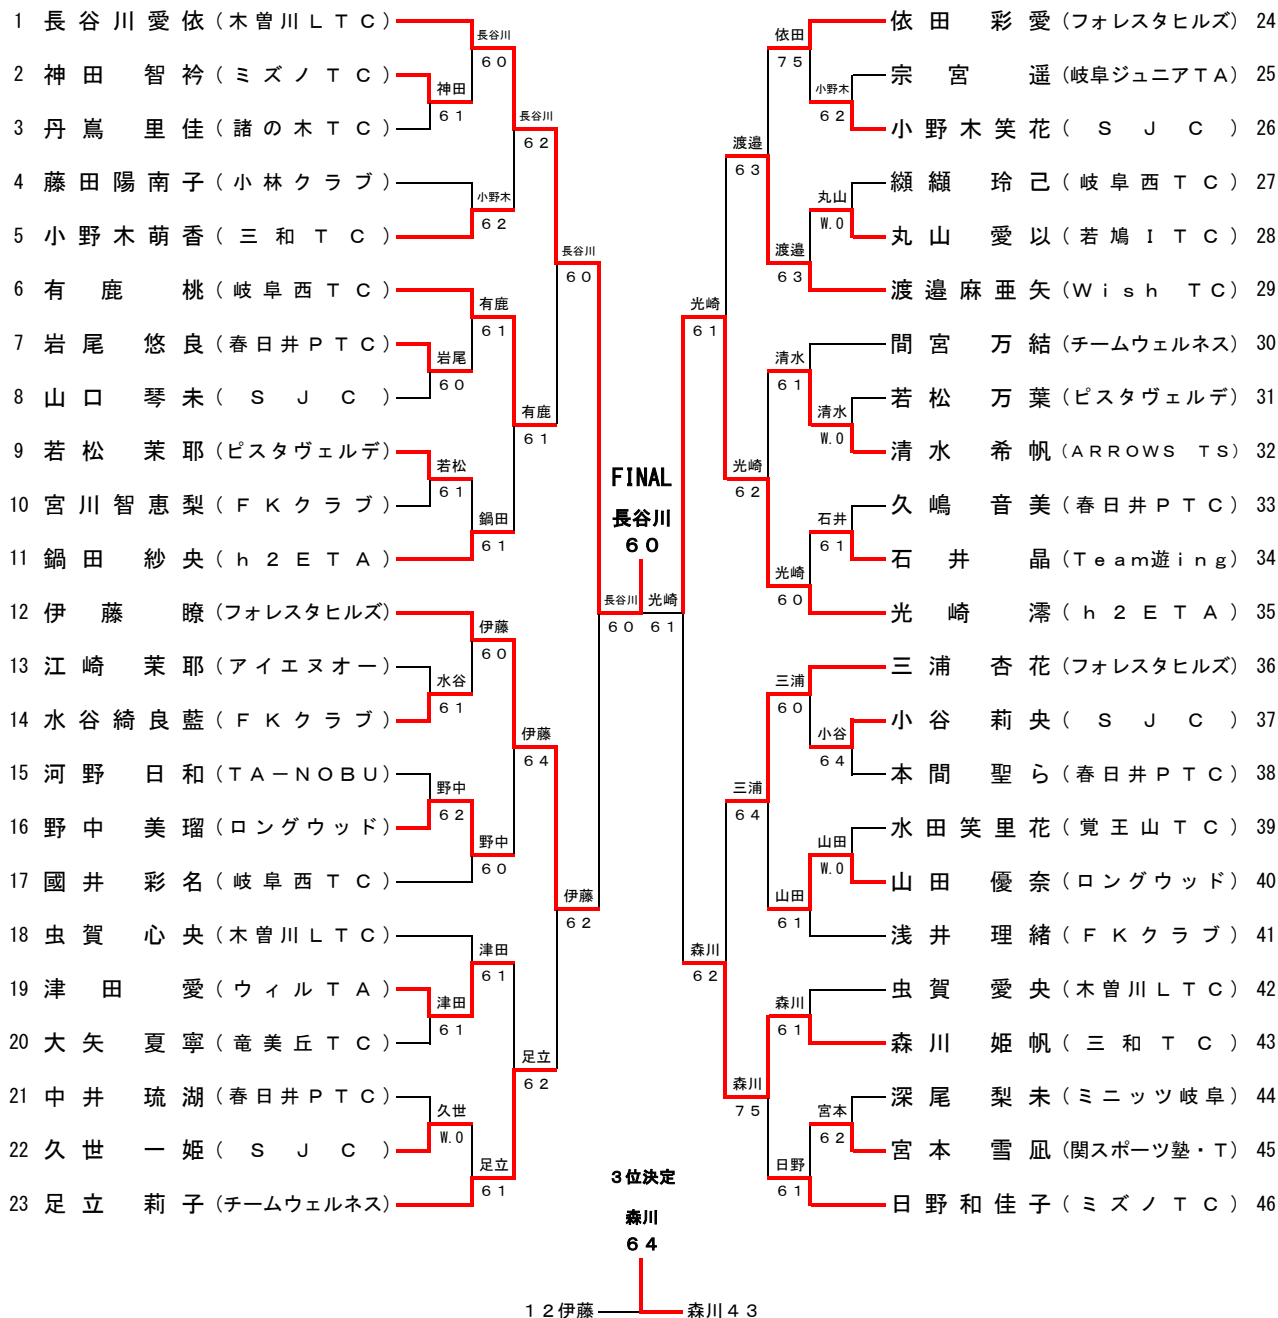 1 長谷川愛依 (木曽川LTC)
2 神田 智衿 (ミズノTC)
3 丹嶌 里佳 (諸の木TC)
4 藤田陽南子 (小林クラブ)
5 小野木萌香 (三和TC)
6 有鹿 桃 (岐阜西TC)
7 岩尾 悠良 (春日井PTC)
8 山口 琴未 (SJC)
9 若松 茉耶 (ピスタヴェルデ)
10 宮川智恵梨 (FKクラブ)
11 鍋田 紗央 (h2ETA)
12 伊藤 瞭 (フォレスタヒルズ)
13 江崎 茉耶 (アイエヌオー)
14 水谷綺良藍 (FKクラブ)
15 河野 日和 (TA－NOBU)
16 野中 美瑠 (ロングウッド)
17 國井 彩名 (岐阜西TC)
18 虫賀 心央 (木曽川LTC)
19 津田 愛 (ウィルTA)
20 大矢 夏寧 (竜美丘TC)
21 中井 琉湖 (春日井PTC)
22 久世 一姫 (SJC)
23 足立 莉子 (チームウェルネス)
神田
61
岩尾
60
若松
61
水谷
61
野中
62
津田
61
久世
W.0
長谷川
60
小野木
62
有鹿
61
鍋田
61
伊藤
60
野中
60
津田
61
足立
61
長谷川
62
有鹿
61
伊藤
64
足立
62
長谷川
60
伊藤
62
長谷川
60
FINAL
長谷川
60
光崎
61
光崎
61
森川
62
渡邉
63
光崎
62
三浦
64
森川
75
依田
75
渡邉
63
清水
61
光崎
60
三浦
60
山田
61
森川
61
日野
61
小野木
62
丸山
W.0
清水
W.0
石井
61
小谷
64
山田
W.0
宮本
62
依田 彩愛 (フォレスタヒルズ) 24
宗宮 遥 (岐阜ジュニアTA) 25
小野木笑花 (SJC) 26
纐纈 玲己 (岐阜西TC) 27
丸山 愛以 (若鳩ITC) 28
渡邉麻亜矢 (Wish TC) 29
間宮 万結 (チームウェルネス) 30
若松 万葉 (ピスタヴェルデ) 31
清水 希帆 (ARROWS TS) 32
久嶋 音美 (春日井PTC) 33
石井 晶 (Team遊ing) 34
光崎 澪 (h2ETA) 35
三浦 杏花 (フォレスタヒルズ) 36
小谷 莉央 (SJC) 37
本間 聖ら (春日井PTC) 38
水田笑里花 (覚王山TC) 39
山田 優奈 (ロングウッド) 40
浅井 理緒 (FKクラブ) 41
虫賀 愛央 (木曽川LTC) 42
森川 姫帆 (三和TC) 43
深尾 梨未 (ミニッツ岐阜) 44
宮本 雪凪 (関スポーツ塾・T) 45
日野和佳子 (ミズノTC) 46
3位決定
森川
64
12伊藤
森川43